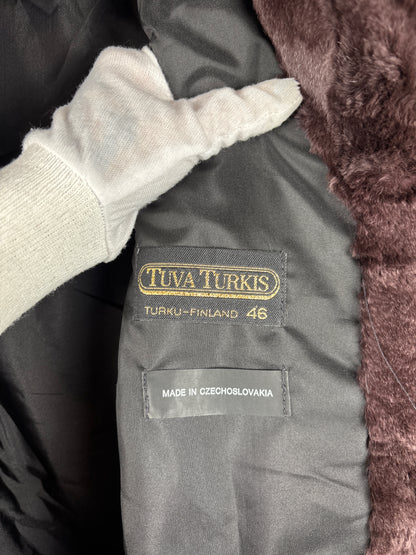 TUVA TURKIS
TURKU-FINLAND 46
MADE IN CZECHOSLOVAKIA